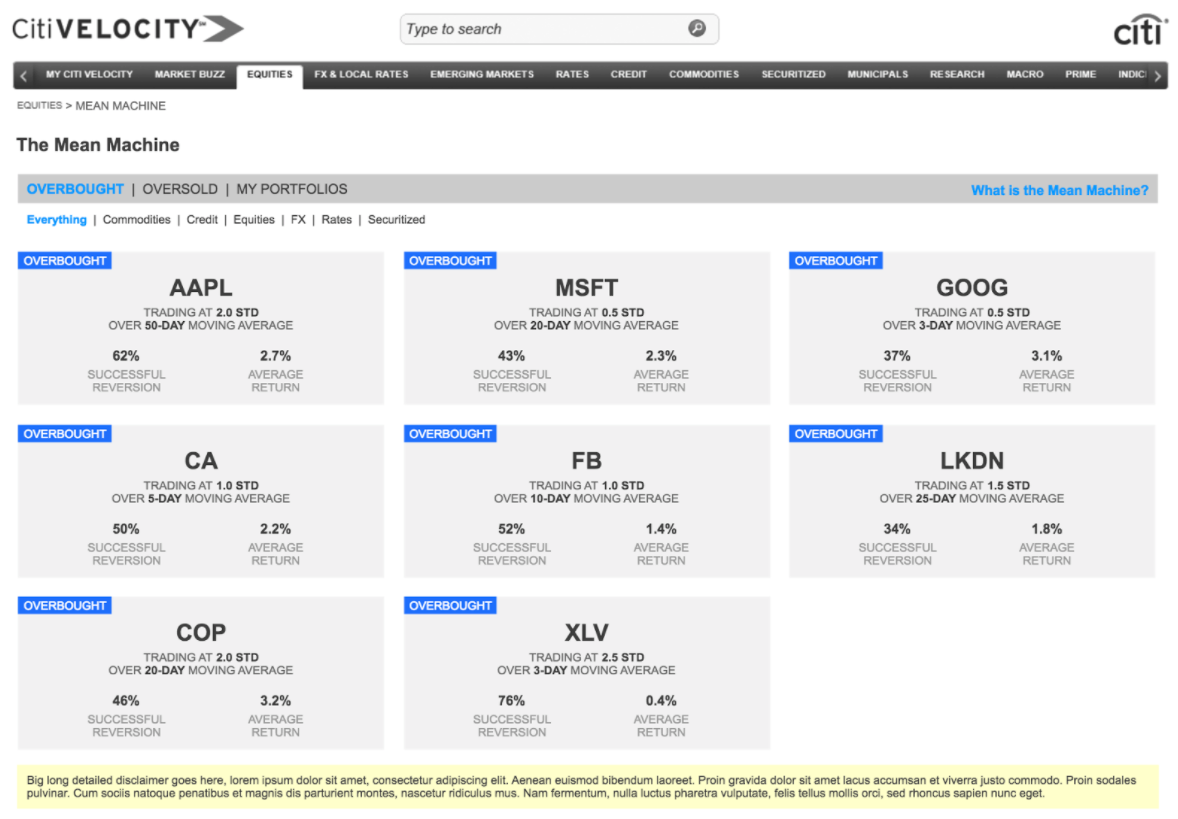 CitiVELOCITY℠
Type to search
citi®
MY CITI VELOCITY MARKET BUZZ EQUITIES FX & LOCAL RATES EMERGING MARKETS RATES CREDIT COMMODITIES SECURITIZED MUNICIPALS RESEARCH MACRO PRIME INDIC
EQUITIES > MEAN MACHINE
The Mean Machine
OVERBOUGHT | OVERSOLD | MY PORTFOLIOS
What is the Mean Machine?
Everything | Commodities | Credit | Equities | FX | Rates | Securitized
OVERBOUGHT
AAPL
TRADING AT 2.0 STD
OVER 50-DAY MOVING AVERAGE
62% 2.7%
SUCCESSFUL AVERAGE
REVERSION RETURN
OVERBOUGHT
MSFT
TRADING AT 0.5 STD
OVER 20-DAY MOVING AVERAGE
43% 2.3%
SUCCESSFUL AVERAGE
REVERSION RETURN
OVERBOUGHT
GOOG
TRADING AT 0.5 STD
OVER 3-DAY MOVING AVERAGE
37% 3.1%
SUCCESSFUL AVERAGE
REVERSION RETURN
OVERBOUGHT
CA
TRADING AT 1.0 STD
OVER 5-DAY MOVING AVERAGE
50% 2.2%
SUCCESSFUL AVERAGE
REVERSION RETURN
OVERBOUGHT
FB
TRADING AT 1.0 STD
OVER 10-DAY MOVING AVERAGE
52% 1.4%
SUCCESSFUL AVERAGE
REVERSION RETURN
OVERBOUGHT
LKDN
TRADING AT 1.5 STD
OVER 25-DAY MOVING AVERAGE
34% 1.8%
SUCCESSFUL AVERAGE
REVERSION RETURN
OVERBOUGHT
COP
TRADING AT 2.0 STD
OVER 20-DAY MOVING AVERAGE
46% 3.2%
SUCCESSFUL AVERAGE
REVERSION RETURN
OVERBOUGHT
XLV
TRADING AT 2.5 STD
OVER 3-DAY MOVING AVERAGE
76% 0.4%
SUCCESSFUL AVERAGE
REVERSION RETURN
Big long detailed disclaimer goes here, lorem ipsum dolor sit amet, consectetur adipiscing elit. Aenean euismod bibendum laoreet. Proin gravida dolor sit amet lacus accumsan et viverra justo commodo. Proin sodales
pulvinar. Cum sociis natoque penatibus et magnis dis parturient montes, nascetur ridiculus mus. Nam fermentum, nulla luctus pharetra vulputate, felis tellus mollis orci, sed rhoncus sapien nunc eget.